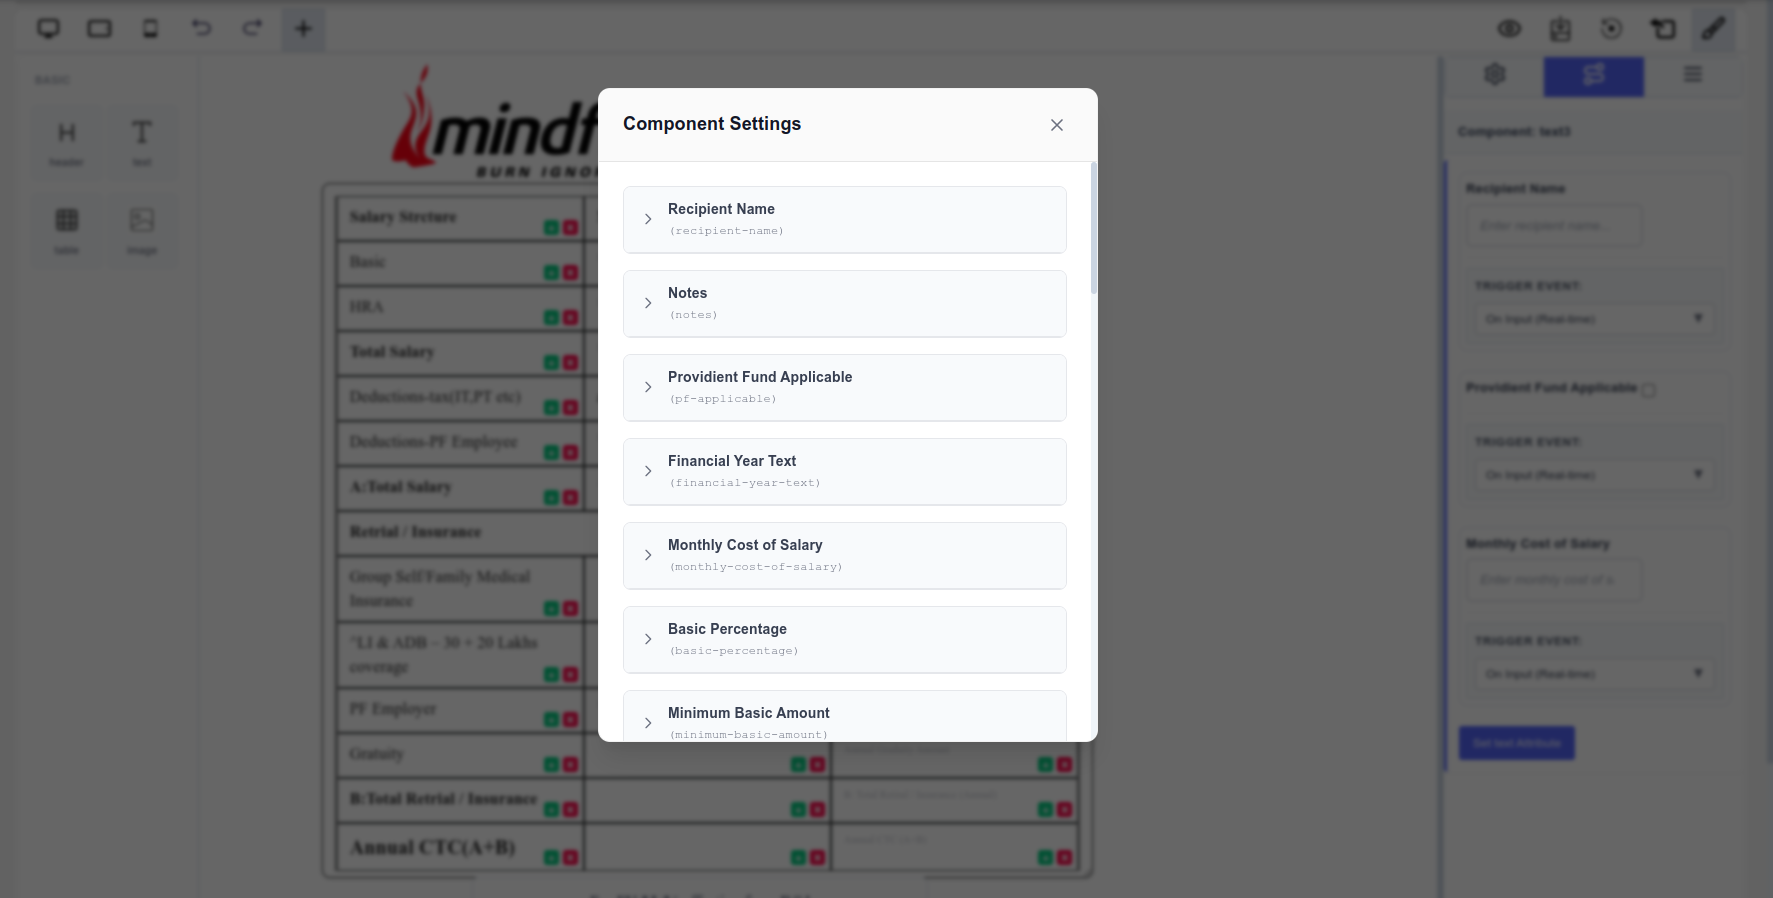 BASIC
header
text
table
image
mindf
BURN IGNOR
Salary Strcture
Basic
HRA
Total Salary
Deductions-tax(IT,PT etc)
Deductions-PF Employee
A:Total Salary
Retrial / Insurance
Group Self/Family Medical
Insurance
*LI & ADB – 30 + 20 Lakhs
coverage
PF Employer
Gratuity
B:Total Retrial / Insurance
Annual CTC(A+B)
Component Settings
Recipient Name
(recipient-name)
Notes
(notes)
Providient Fund Applicable
(pf-applicable)
Financial Year Text
(financial-year-text)
Monthly Cost of Salary
(monthly-cost-of-salary)
Basic Percentage
(basic-percentage)
Minimum Basic Amount
(minimum-basic-amount)
Component: text3
Recipient Name
Enter recipient name...
TRIGGER EVENT:
On Input (Real-time)
Providient Fund Applicable
TRIGGER EVENT:
On Input (Real-time)
Monthly Cost of Salary
Enter monthly cost of s
TRIGGER EVENT:
On Input (Real-time)
Set text Attribute